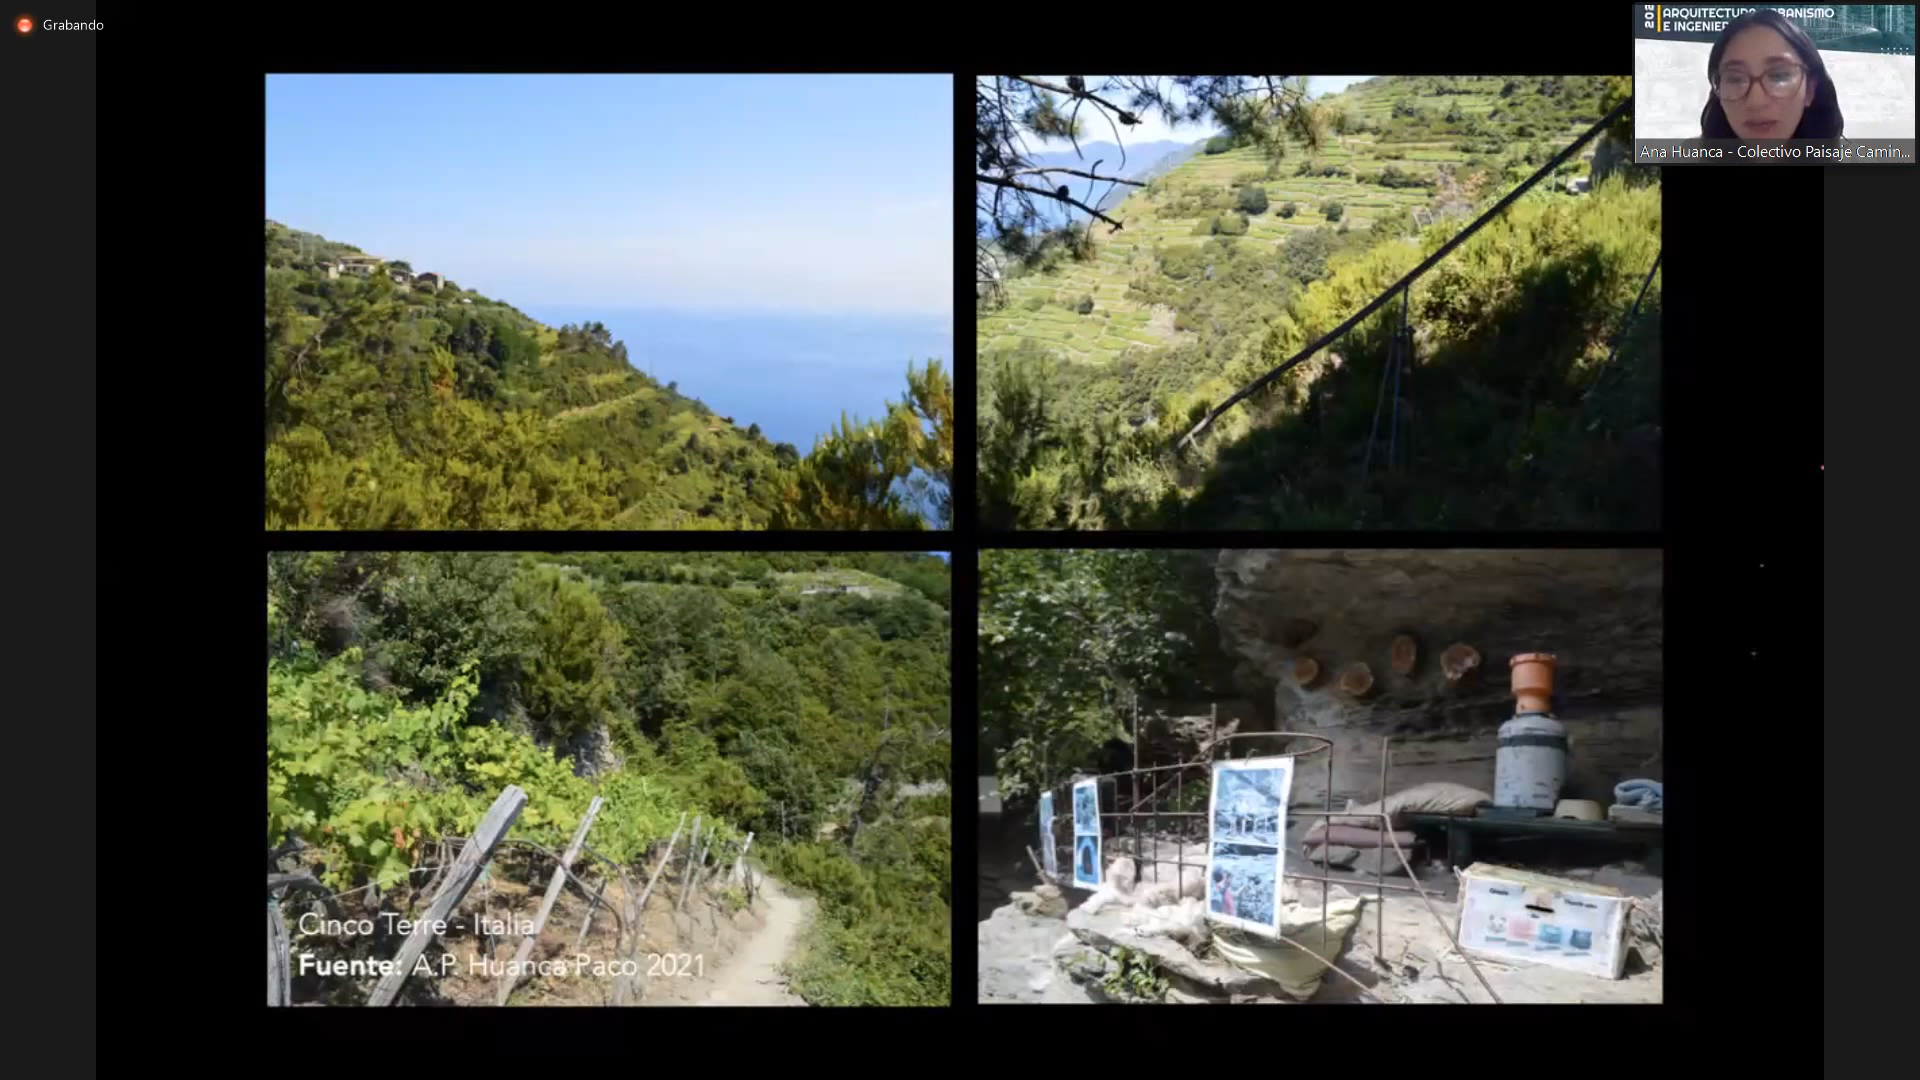 Grabando
ARQUITECTURA URBANISMO
E INGENIER
Ana Huanca - Colectivo Paisaje Camin...
Cinco Terre - Italia
Fuente: A.P. Huanca Paco 2021